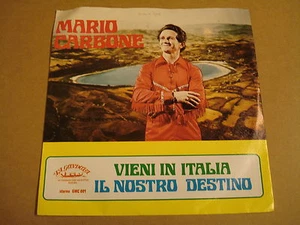 MARIO
CARBONE
VIENI IN ITALIA
IL NOSTRO DESTINO